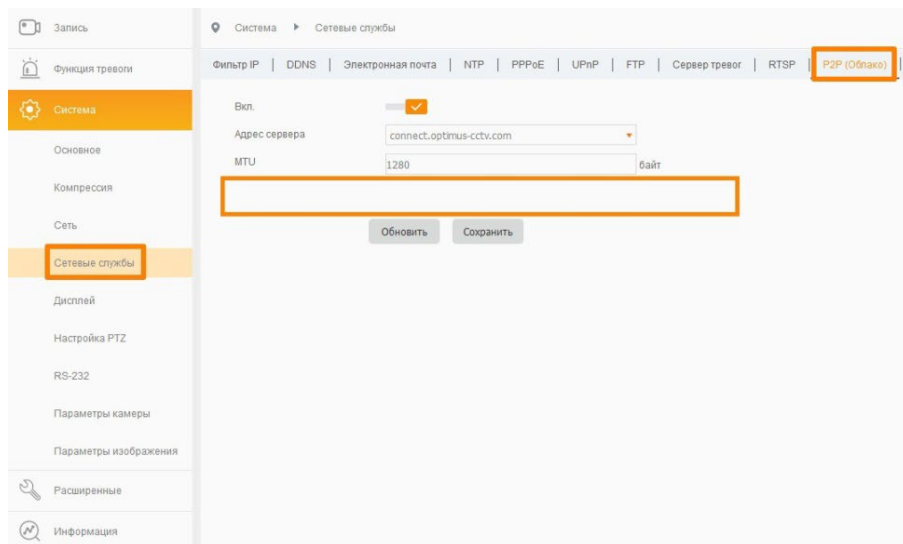 Запись
Функция тревоги
Система
Основное
Компрессия
Сеть
Сетевые службы
Дисплей
Настройка PTZ
RS-232
Параметры камеры
Параметры изображения
Расширенные
Информация
Система Сетевые службы
Фильтр IP | DDNS | Электронная почта | NTP | PPPoE | UPnP | FTP | Сервер тревог | RTSP | P2P (Облако) |
Вкл.
Адрес сервера connect.optimus-cctv.com
MTU 1280 байт
Обновить Сохранить